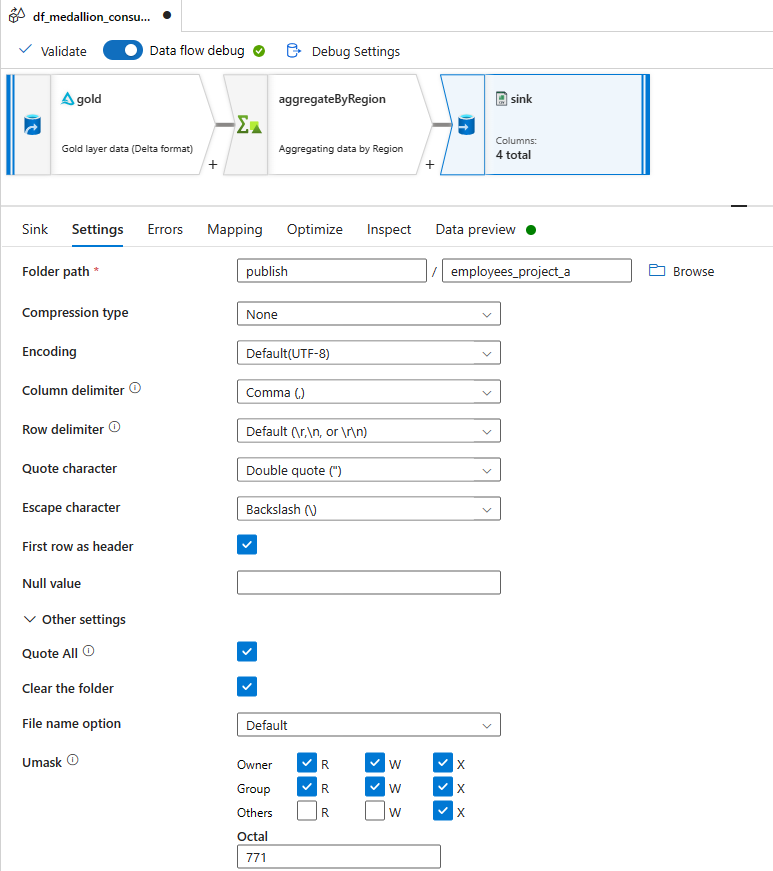 df_medallion_consu...
Validate Data flow debug Debug Settings
gold
Gold layer data (Delta format)
+
aggregateByRegion
Aggregating data by Region
+
sink
Columns:
4 total
Sink Settings Errors Mapping Optimize Inspect Data preview
Folder path * publish / employees_project_a Browse
Compression type None
Encoding Default(UTF-8)
Column delimiter Comma (,)
Row delimiter Default (\r,\n, or \r\n)
Quote character Double quote (")
Escape character Backslash (\)
First row as header
Null value
Other settings
Quote All
Clear the folder
File name option Default
Umask Owner R W X
Group R W X
Others R W X
Octal
771